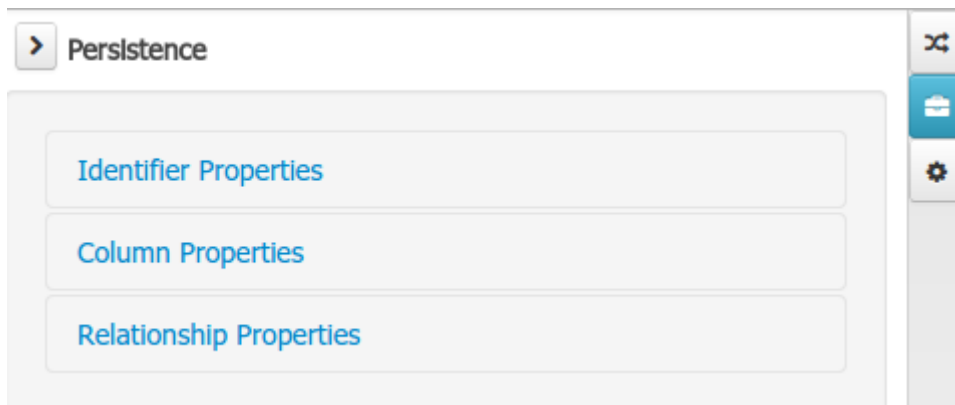 Persistence
Identifier Properties
Column Properties
Relationship Properties